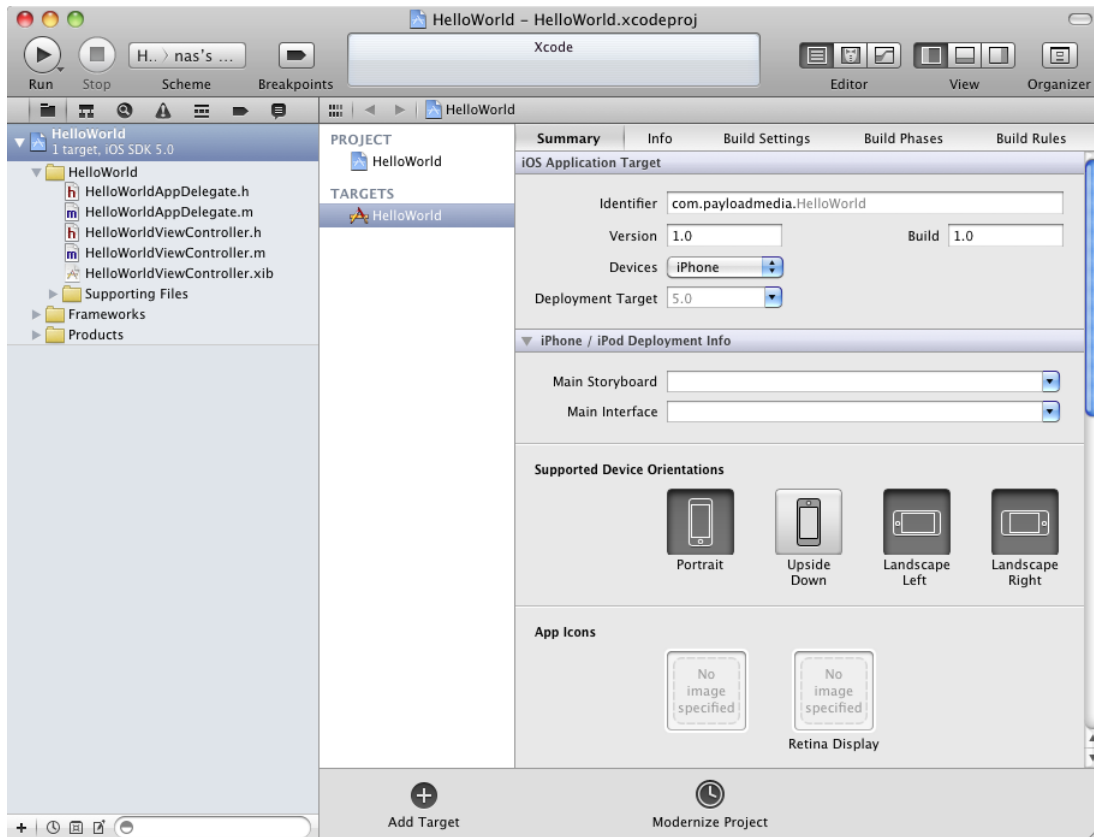 HelloWorld – HelloWorld.xcodeproj
H.. › nas's ...
Xcode
Run
Stop
Scheme
Breakpoints
Editor
View
Organizer
HelloWorld
HelloWorld
1 target, iOS SDK 5.0
HelloWorld
HelloWorldAppDelegate.h
HelloWorldAppDelegate.m
HelloWorldViewController.h
HelloWorldViewController.m
HelloWorldViewController.xib
Supporting Files
Frameworks
Products
PROJECT
HelloWorld
TARGETS
HelloWorld
Summary
Info
Build Settings
Build Phases
Build Rules
iOS Application Target
Identifier com.payloadmedia.HelloWorld
Version 1.0
Build 1.0
Devices iPhone
Deployment Target 5.0
iPhone / iPod Deployment Info
Main Storyboard
Main Interface
Supported Device Orientations
Portrait
Upside
Down
Landscape
Left
Landscape
Right
App Icons
No
image
specified
No
image
specified
Retina Display
Add Target
Modernize Project